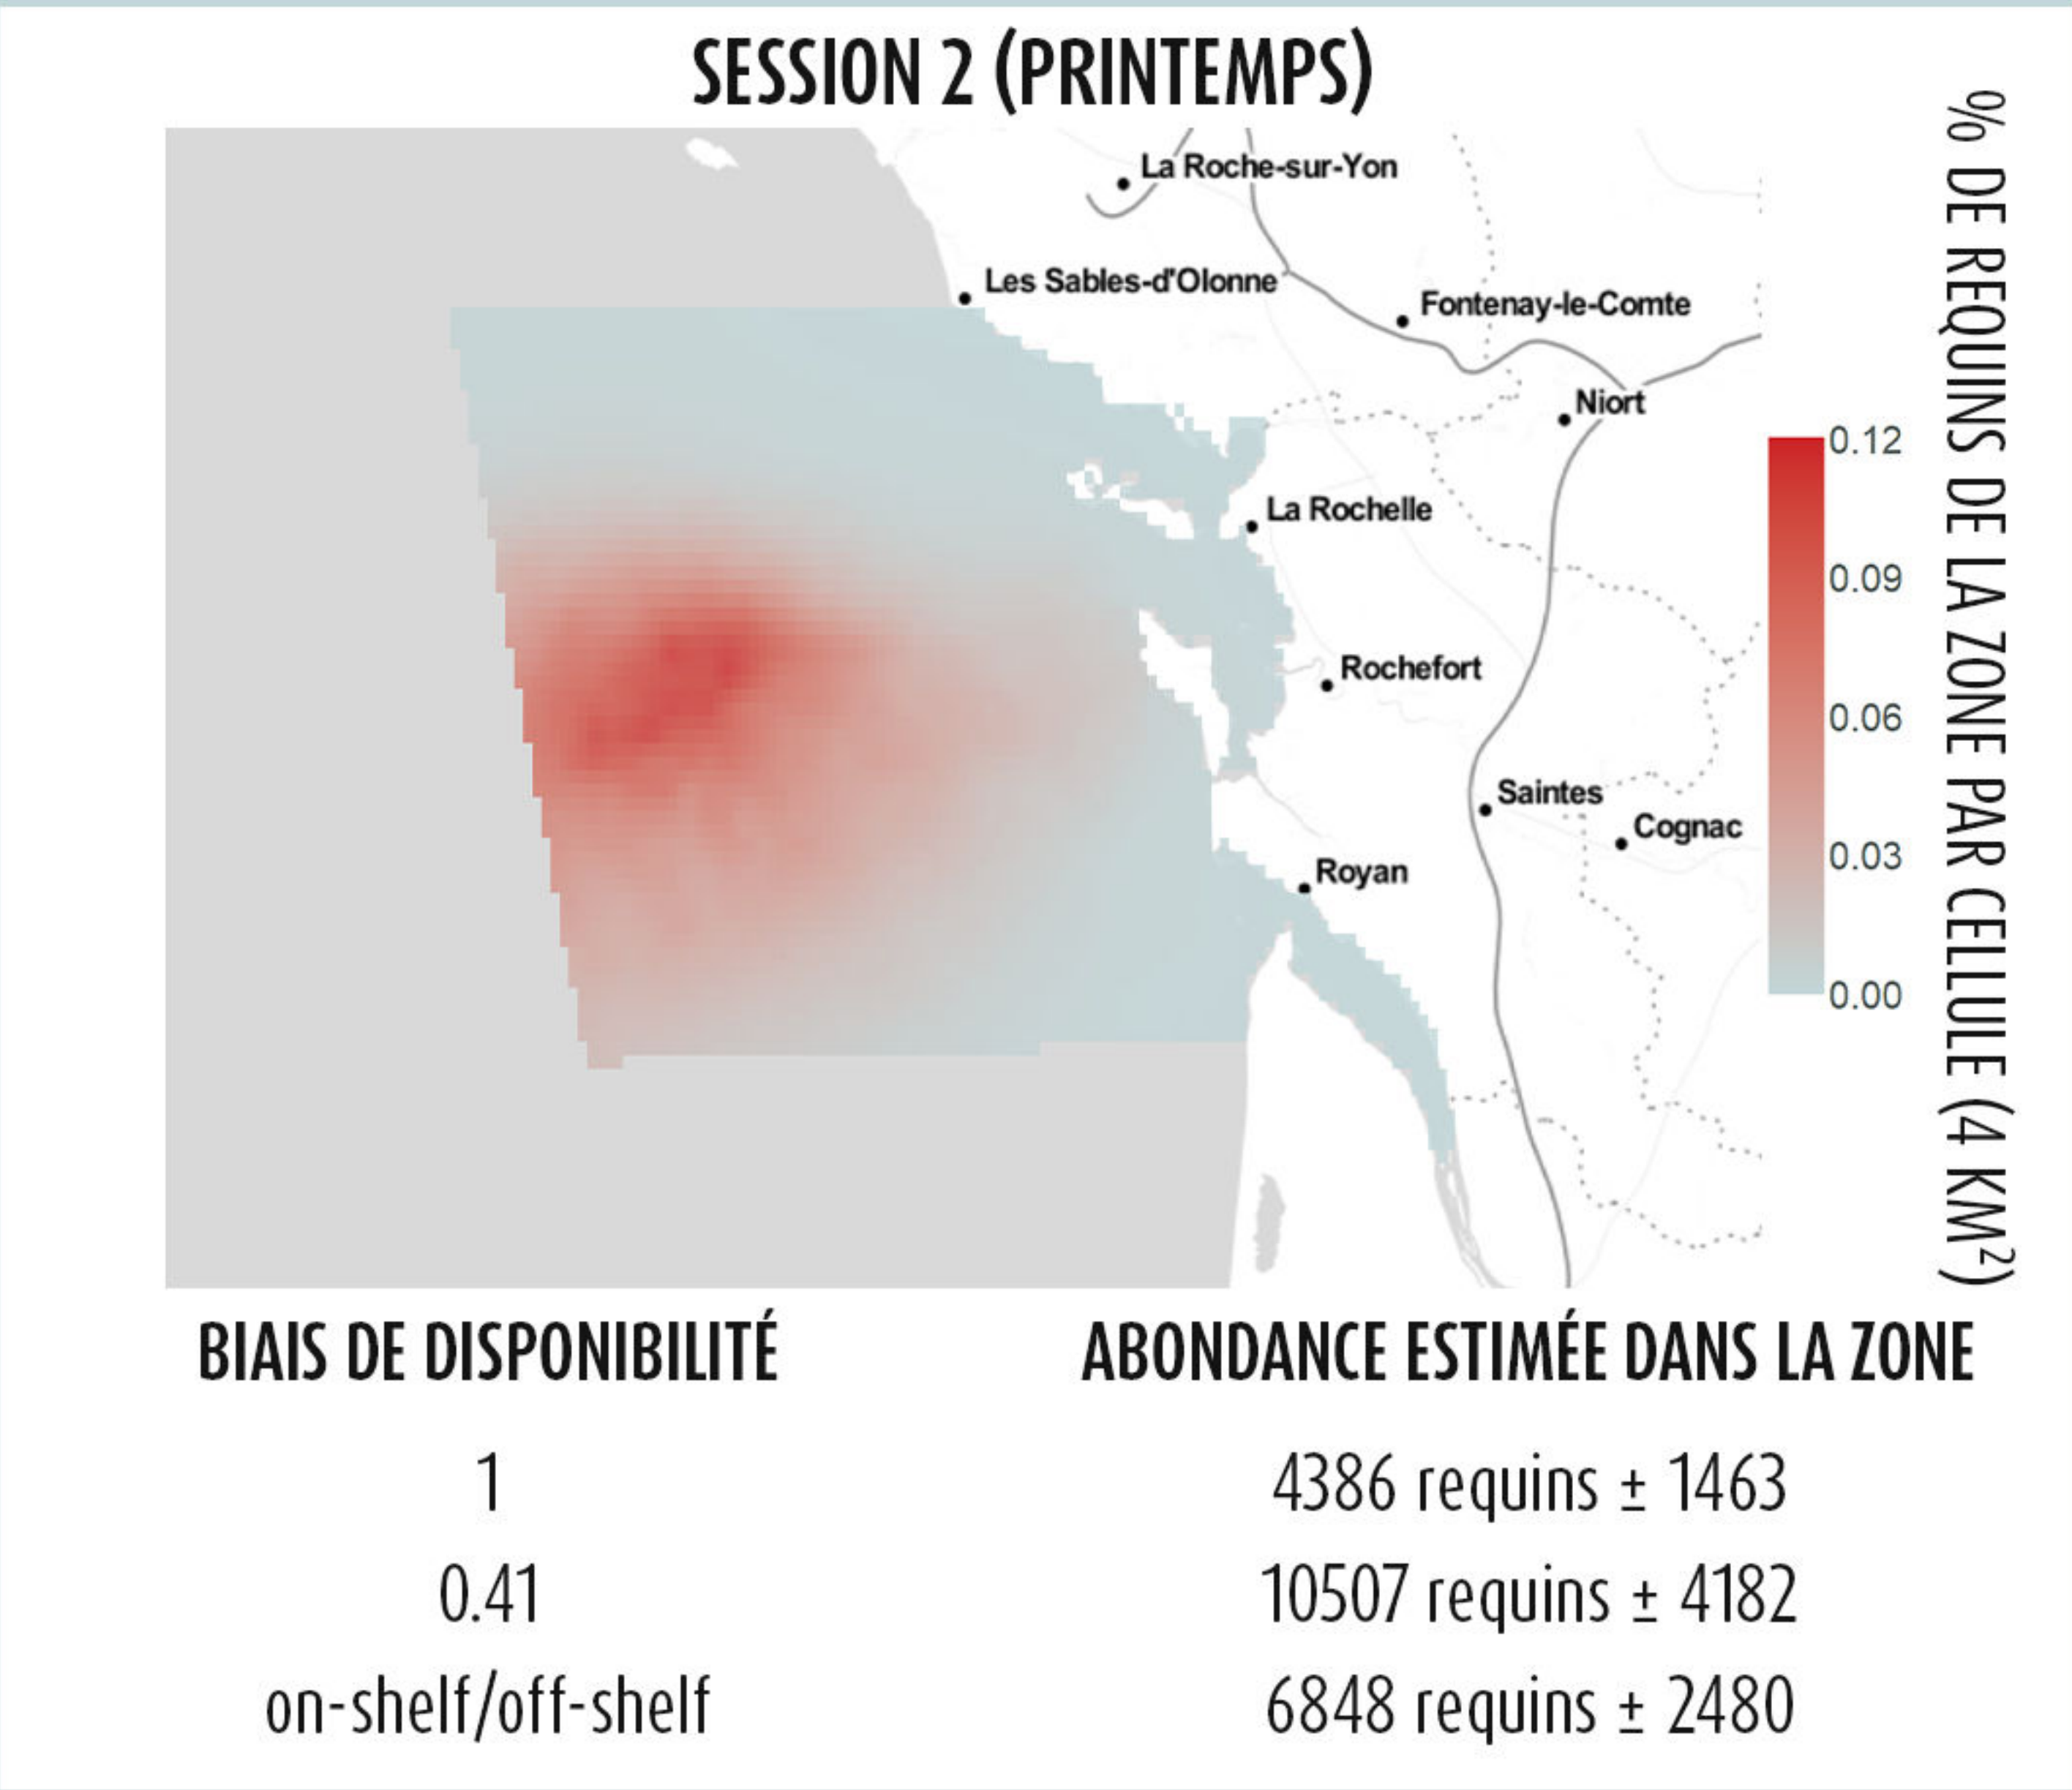 SESSION 2 (PRINTEMPS)
La Roche-sur-Yon
Les Sables-d'Olonne
Fontenay-le-Comte
Niort
La Rochelle
Rochefort
Saintes
Cognac
Royan
0.12
0.09
0.06
0.03
0.00
% DE REQUINS DE LA ZONE PAR CELLULE (4 KM²)
BIAIS DE DISPONIBILITÉ ABONDANCE ESTIMÉE DANS LA ZONE
1 4386 requins ± 1463
0.41 10507 requins ± 4182
on-shelf/off-shelf 6848 requins ± 2480